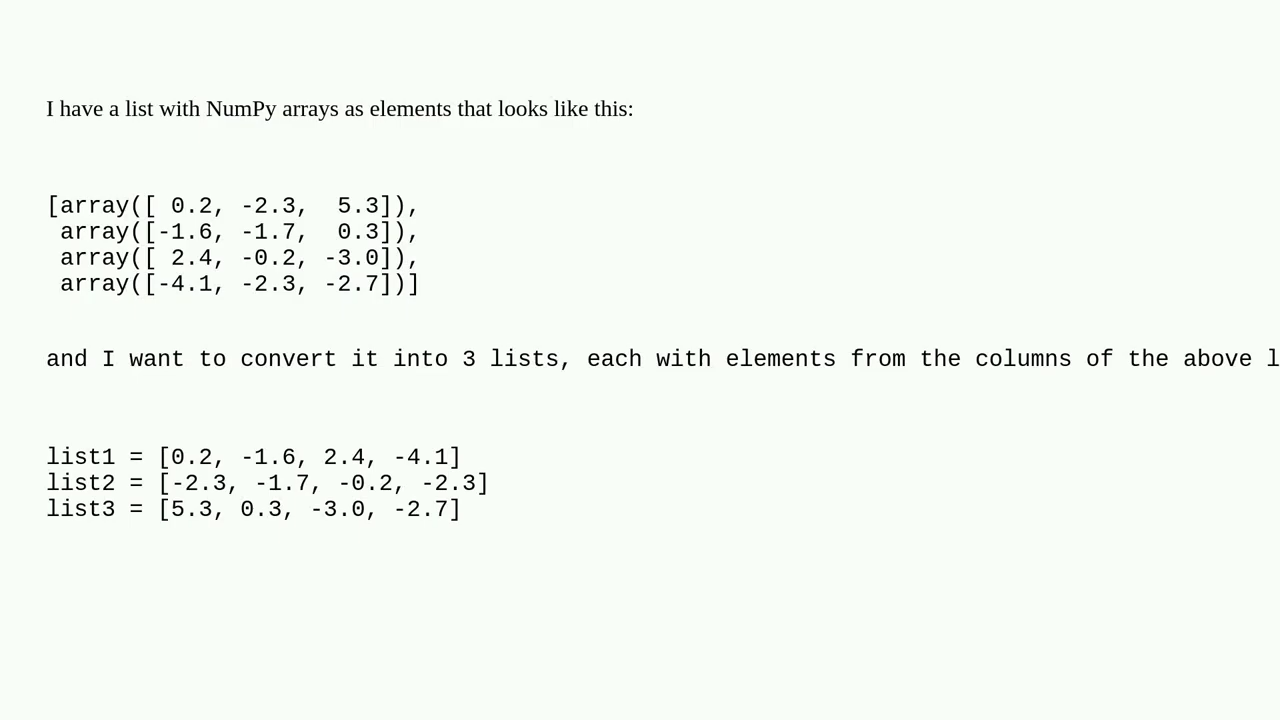 I have a list with NumPy arrays as elements that looks like this:
[array([ 0.2, -2.3,  5.3]),
 array([-1.6, -1.7,  0.3]),
 array([ 2.4, -0.2, -3.0]),
 array([-4.1, -2.3, -2.7])]
and I want to convert it into 3 lists, each with elements from the columns of the above
list1 = [0.2, -1.6, 2.4, -4.1]
list2 = [-2.3, -1.7, -0.2, -2.3]
list3 = [5.3, 0.3, -3.0, -2.7]